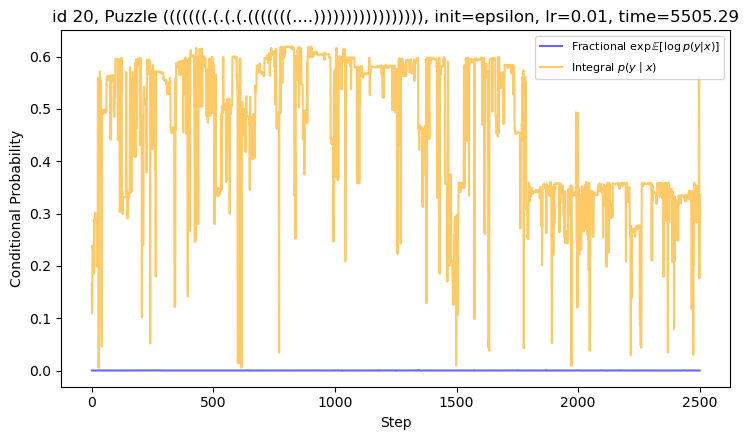 id 20, Puzzle (((((((.(.(.(.(((((((....))))))))))))))))), init=epsilon, lr=0.01, time=5505.29
Fractional exp𝔼[log p(y|x)]
Integral p(y | x)
Conditional Probability
0.6
0.5
0.4
0.3
0.2
0.1
0.0
0 500 1000 1500 2000 2500
Step